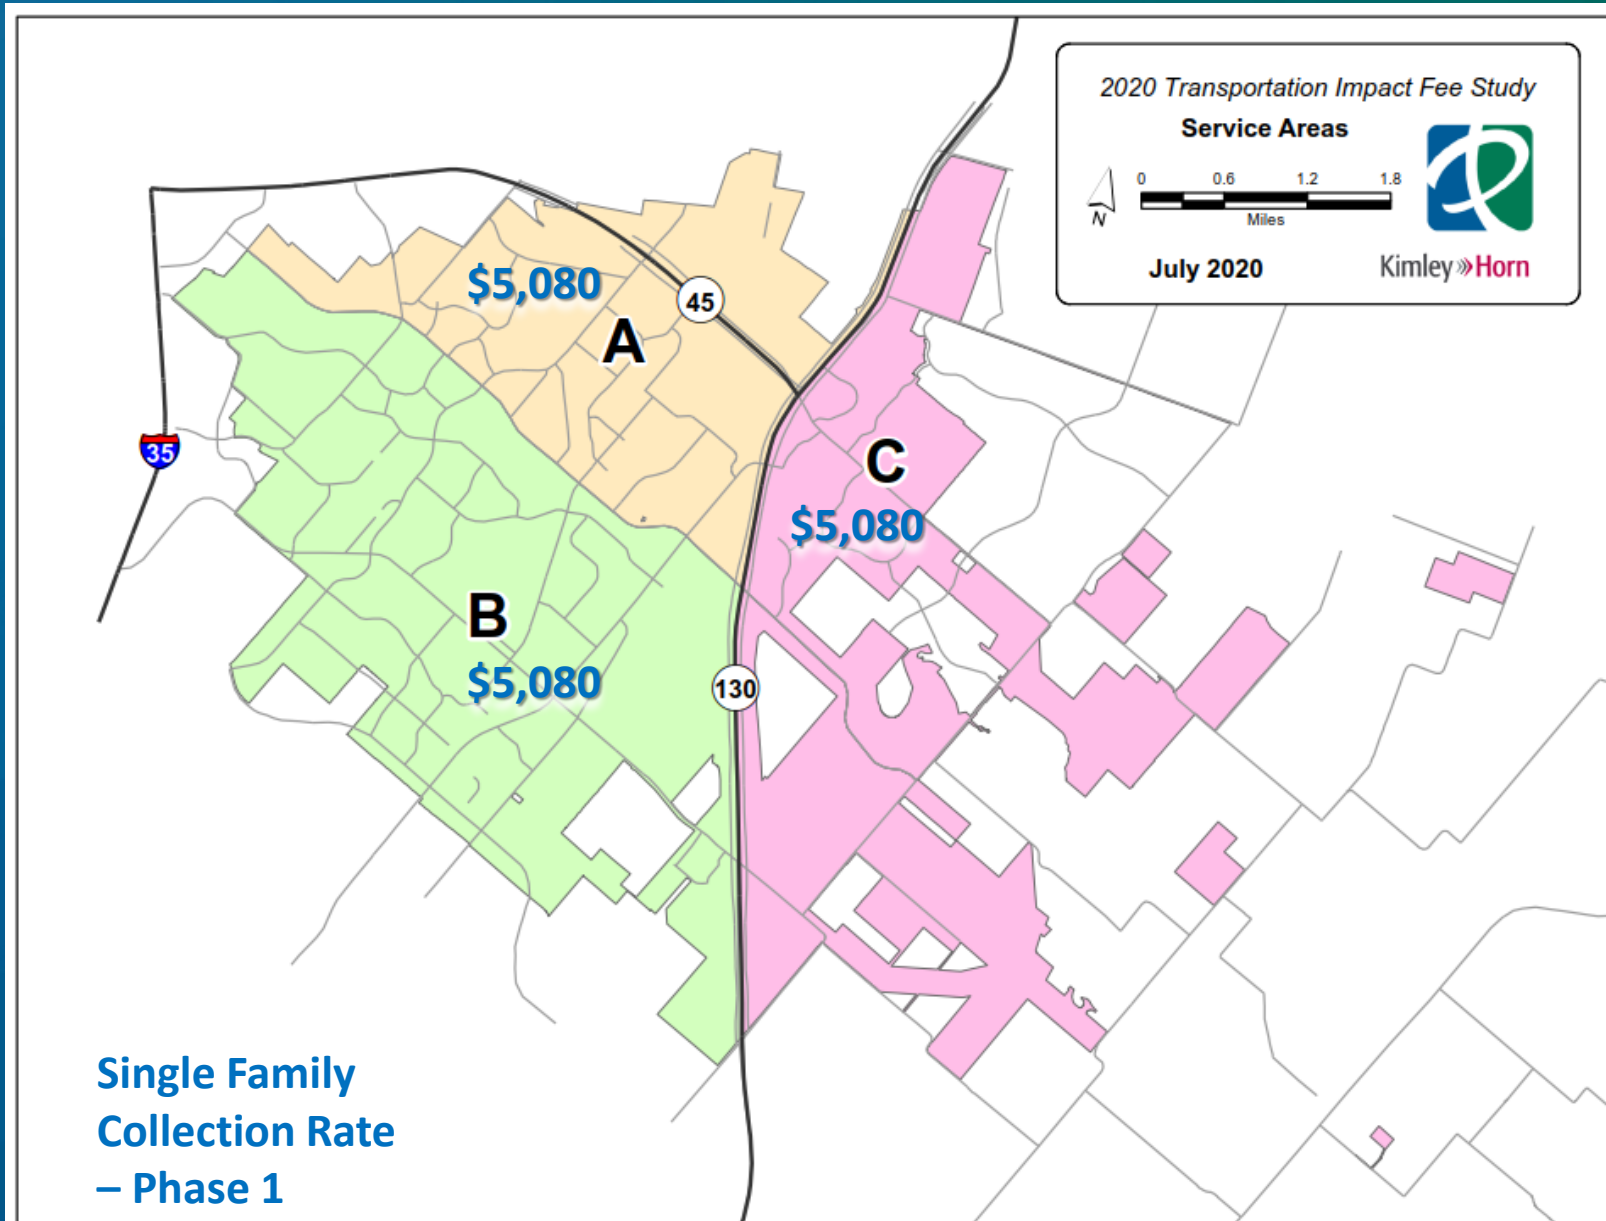 2020 Transportation Impact Fee Study
Service Areas
0 0.6 1.2 1.8
Miles
N
July 2020
Kimley»Horn
$5,080
A
45
35
C
$5,080
B
$5,080
130
Single Family
Collection Rate
– Phase 1